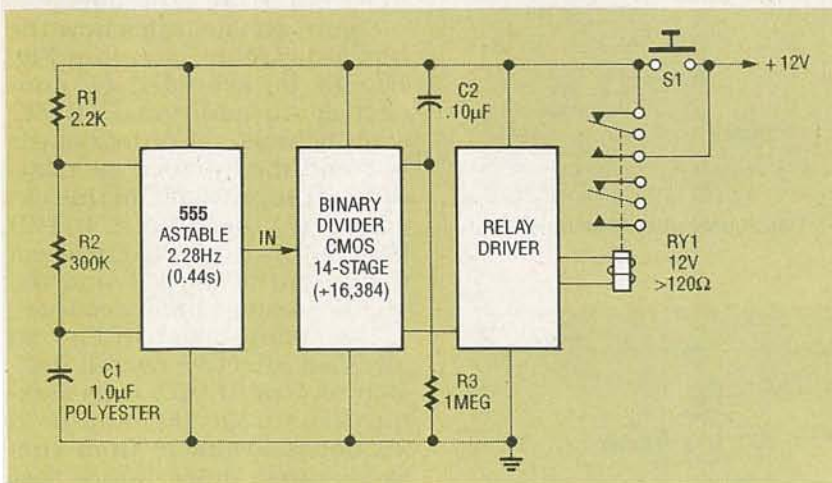 R1
2.2K
R2
300K
C1
1.0µF
POLYESTER
555
ASTABLE
2.28Hz
(0.44s)
IN
BINARY
DIVIDER
CMOS
14-STAGE
(+16,384)
C2
.10µF
R3
1MEG
RELAY
DRIVER
S1
+ 12V
RY1
12V
>120Ω